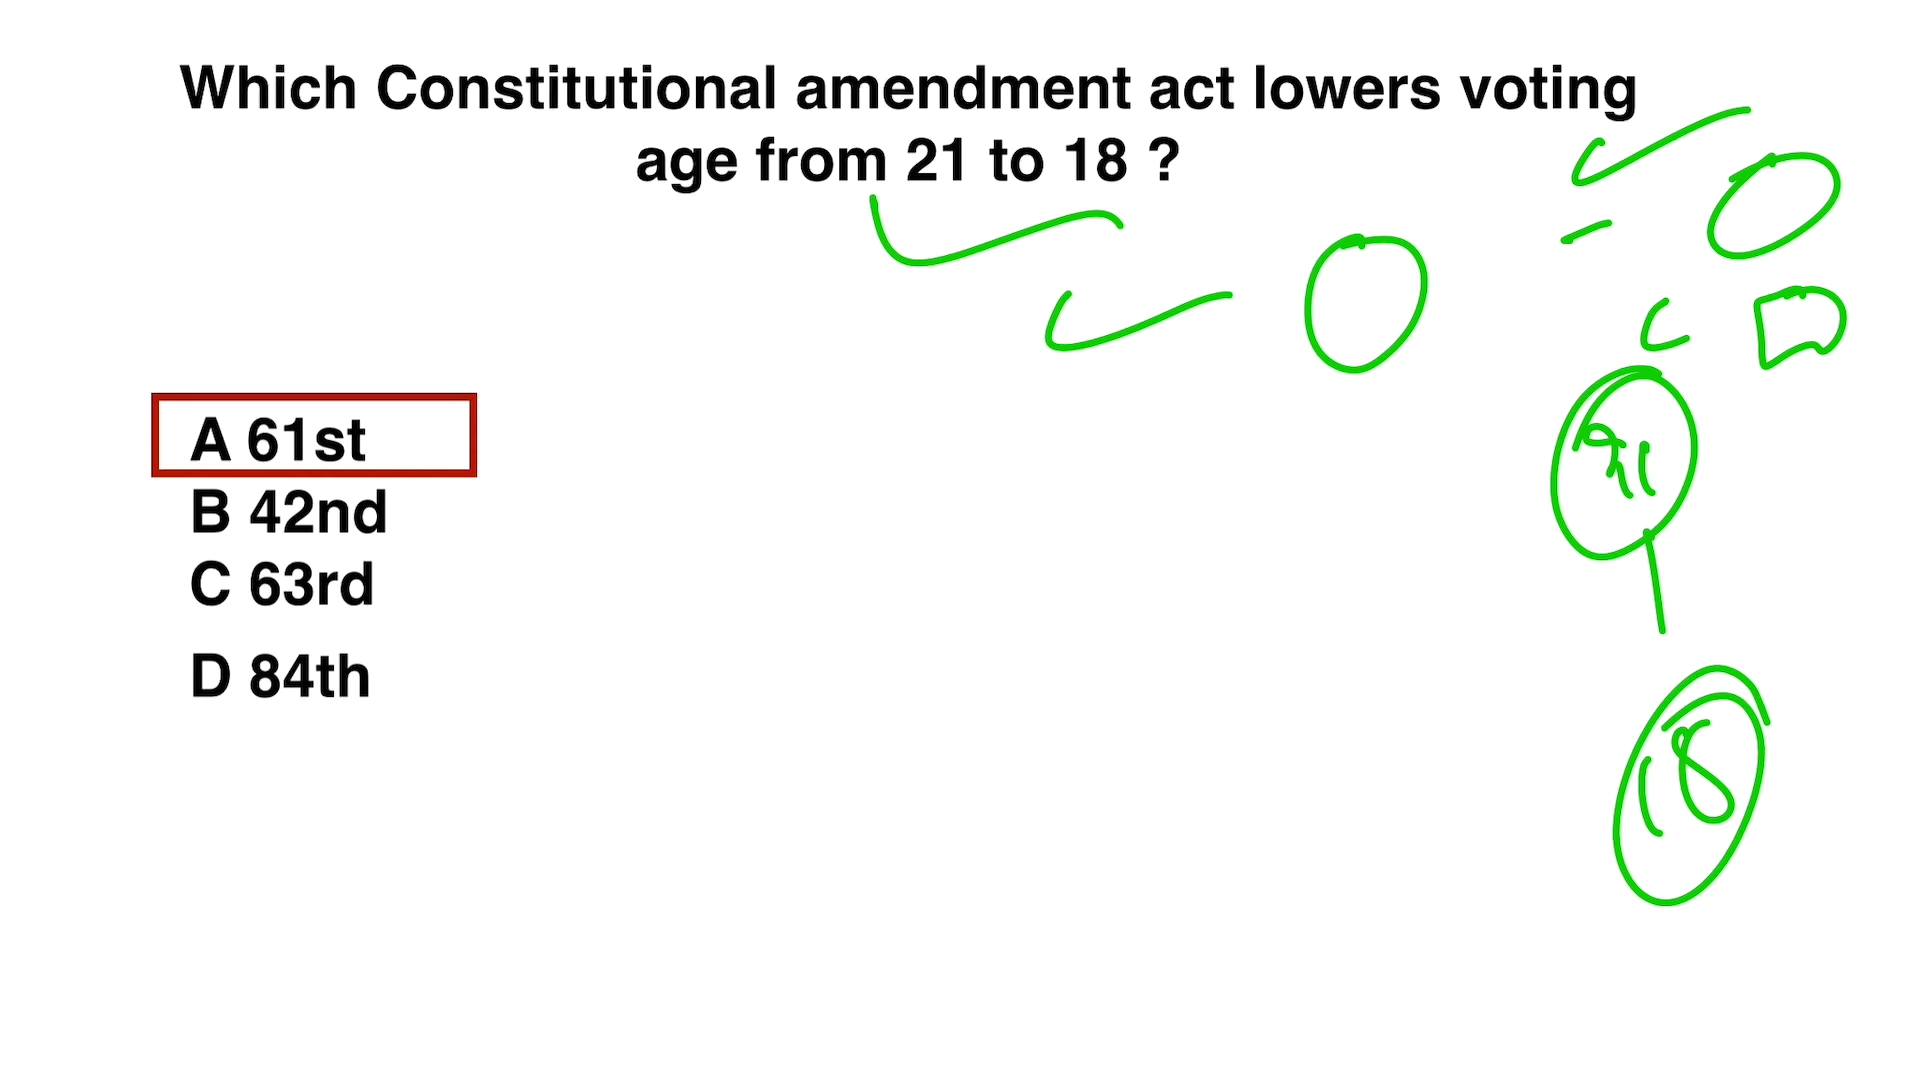 Which Constitutional amendment act lowers voting
age from 21 to 18 ?
A 61st
B 42nd
C 63rd
D 84th
21
18